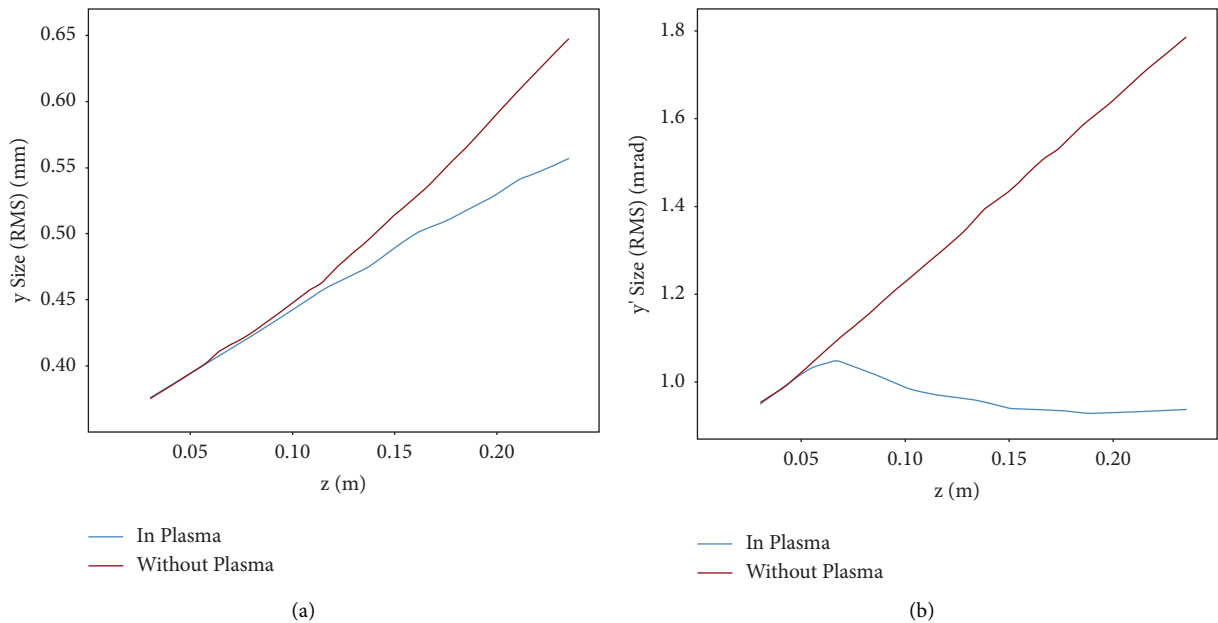 0.65
0.60
0.55
0.50
0.45
0.40
y Size (RMS) (mm)
0.05 0.10 0.15 0.20
z (m)
In Plasma
Without Plasma
(a)
1.8
1.6
1.4
1.2
1.0
y' Size (RMS) (mrad)
0.05 0.10 0.15 0.20
z (m)
In Plasma
Without Plasma
(b)